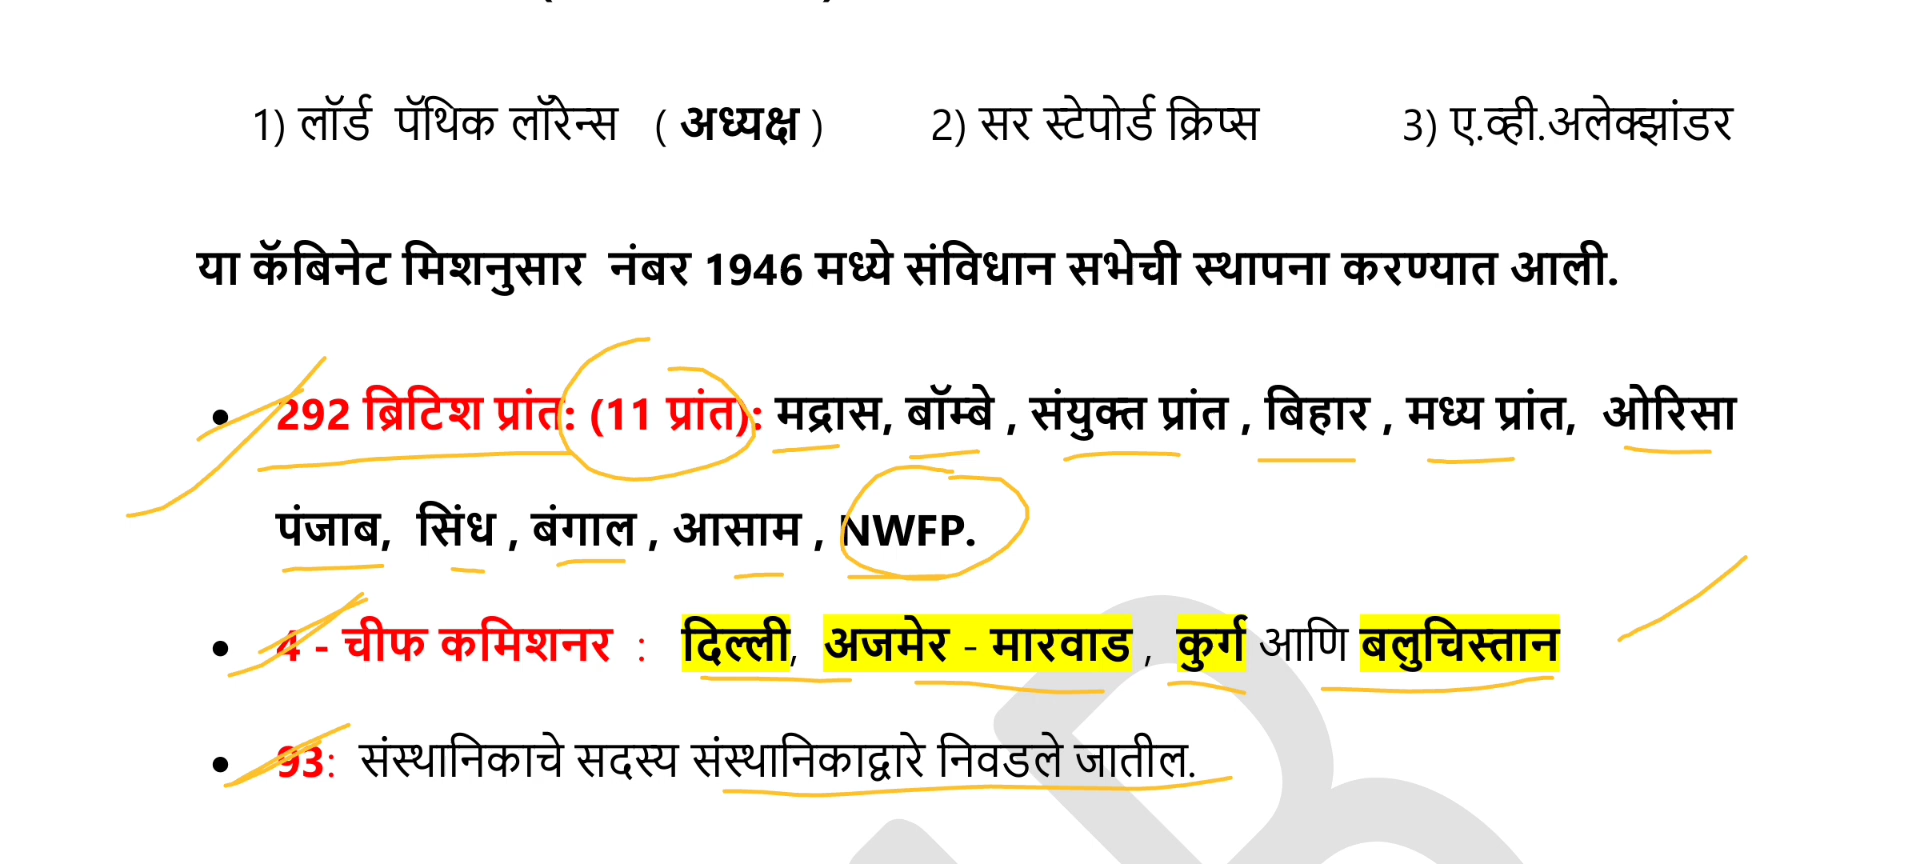 1) लॉर्ड पॅथिक लॉरेन्स ( अध्यक्ष ) 2) सर स्टेपोर्ड क्रिप्स 3) ए.व्ही.अलेक्झांडर
या कॅबिनेट मिशनुसार नंबर 1946 मध्ये संविधान सभेची स्थापना करण्यात आली.
• 292 ब्रिटिश प्रांत: (11 प्रांत): मद्रास, बॉम्बे , संयुक्त प्रांत , बिहार , मध्य प्रांत, ओरिसा
पंजाब, सिंध , बंगाल , आसाम , NWFP.
• 4 - चीफ कमिशनर : दिल्ली, अजमेर - मारवाड , कुर्ग आणि बलुचिस्तान
• 93: संस्थानिकाचे सदस्य संस्थानिकाद्वारे निवडले जातील.